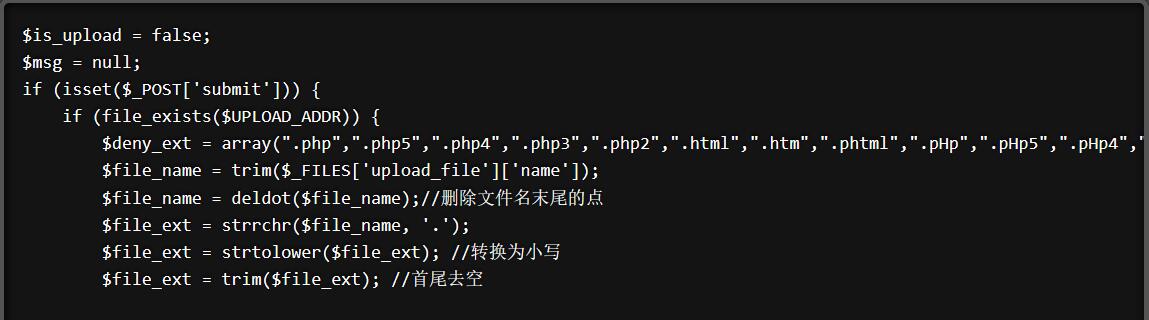 $is_upload = false;
$msg = null;
if (isset($_POST['submit'])) {
    if (file_exists($UPLOAD_ADDR)) {
        $deny_ext = array(".php",".php5",".php4",".php3",".php2",".html",".htm",".phtml",".pHp",".pHp5",".pHp4","
        $file_name = trim($_FILES['upload_file']['name']);
        $file_name = deldot($file_name);//删除文件名末尾的点
        $file_ext = strrchr($file_name, '.');
        $file_ext = strtolower($file_ext); //转换为小写
        $file_ext = trim($file_ext); //首尾去空